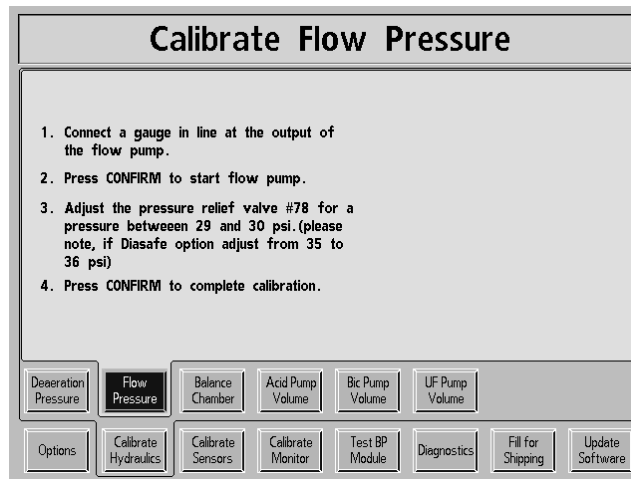 Calibrate Flow Pressure
1. Connect a gauge in line at the output of
the flow pump.
2. Press CONFIRM to start flow pump.
3. Adjust the pressure relief valve #78 for a
pressure betweeen 29 and 30 psi.(please
note, if Diasafe option adjust from 35 to
36 psi)
4. Press CONFIRM to complete calibration.
Deaeration
Pressure
Flow
Pressure
Balance
Chamber
Acid Pump
Volume
Bic Pump
Volume
UF Pump
Volume
Options
Calibrate
Hydraulics
Calibrate
Sensors
Calibrate
Monitor
Test BP
Module
Diagnostics
Fill for
Shipping
Update
Software